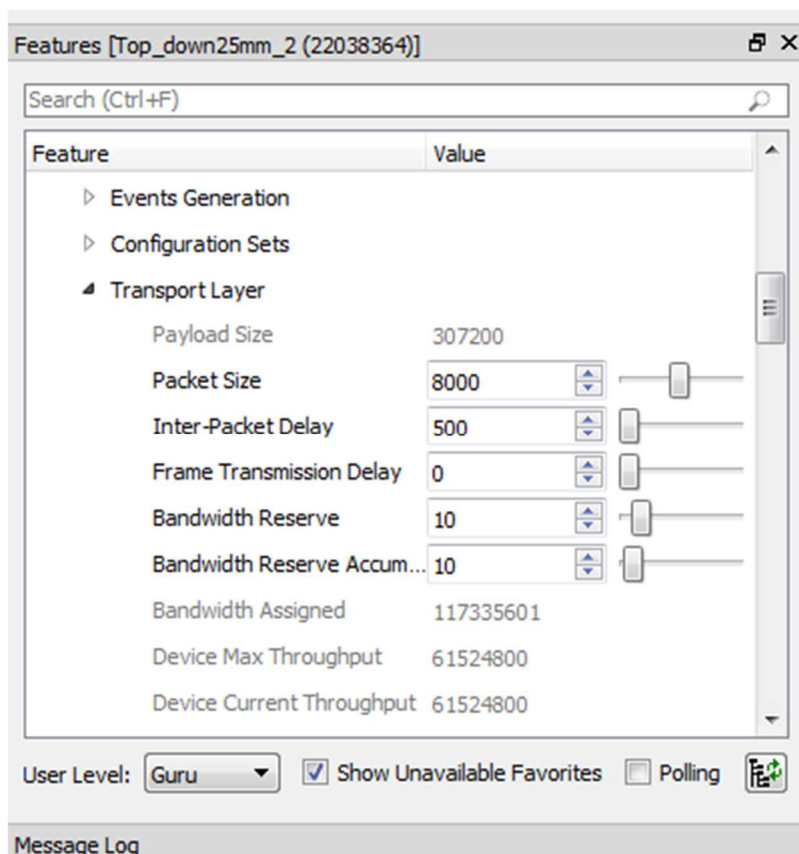 Features [Top_down25mm_2 (22038364)]
Search (Ctrl+F)
Feature Value
Events Generation
Configuration Sets
Transport Layer
Payload Size 307200
Packet Size 8000
Inter-Packet Delay 500
Frame Transmission Delay 0
Bandwidth Reserve 10
Bandwidth Reserve Accum... 10
Bandwidth Assigned 117335601
Device Max Throughput 61524800
Device Current Throughput 61524800
User Level: Guru Show Unavailable Favorites Polling
Message Log